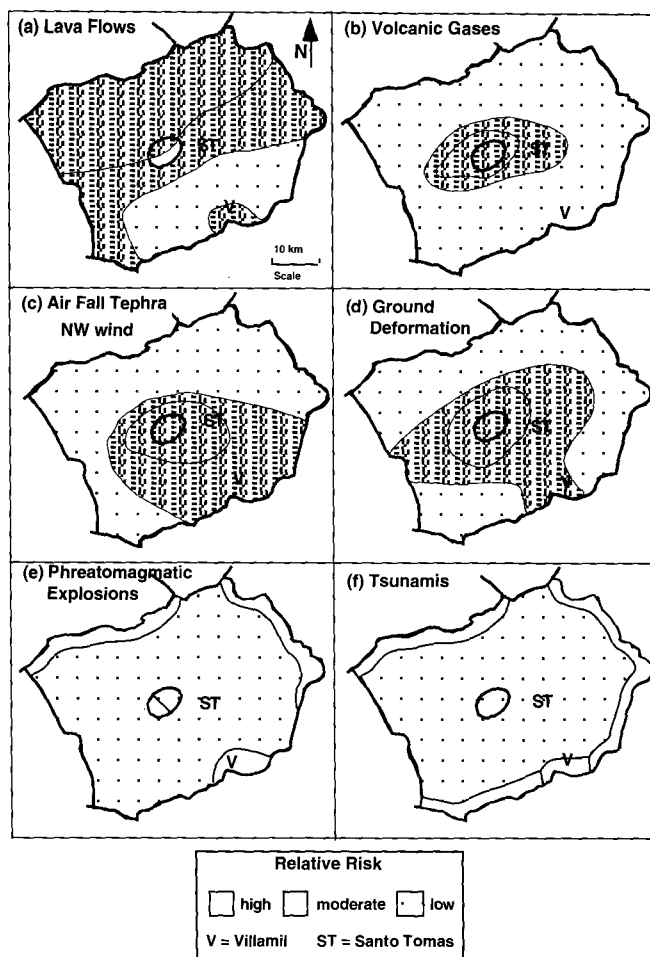 (a) Lava Flows
N
ST
V
10 km
Scale
(b) Volcanic Gases
ST
V
(c) Air Fall Tephra
NW wind
ST
V
(d) Ground
Deformation
ST
V
(e) Phreatomagmatic
Explosions
ST
V
(f) Tsunamis
ST
V
Relative Risk
high moderate low
V = Villamil ST = Santo Tomas